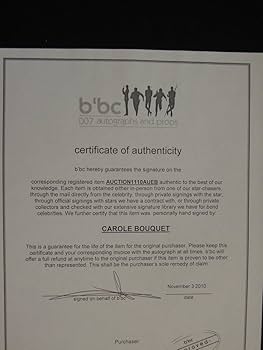 b'bc
007 autographs and props
certificate of authenticity
b'bc hereby guarantees the signature on the
corresponding registered item AUCTION1110AUEB authentic to the best of our
knowledge. Each item is obtained either in-person from one of our star-chasers,
through the mail directly from the celebrity, through private signings with the star,
through official signings with stars we have a contract with, or through private
collectors and checked with our extensive signature library we have for bond
celebrities. We further certify that this item was personally hand signed by:
CAROLE BOUQUET
This is a guarantee for the life of the item for the original purchaser. Please keep this
certificate and your corresponding invoice with the autograph at all times. b'bc will
offer a full refund at anytime to the original purchaser if this item is proven to be other
than represented. This shall be the purchaser's sole remedy of claim
November 3 2010
signed on behalf of b'bc
date
Purchaser
b'bc